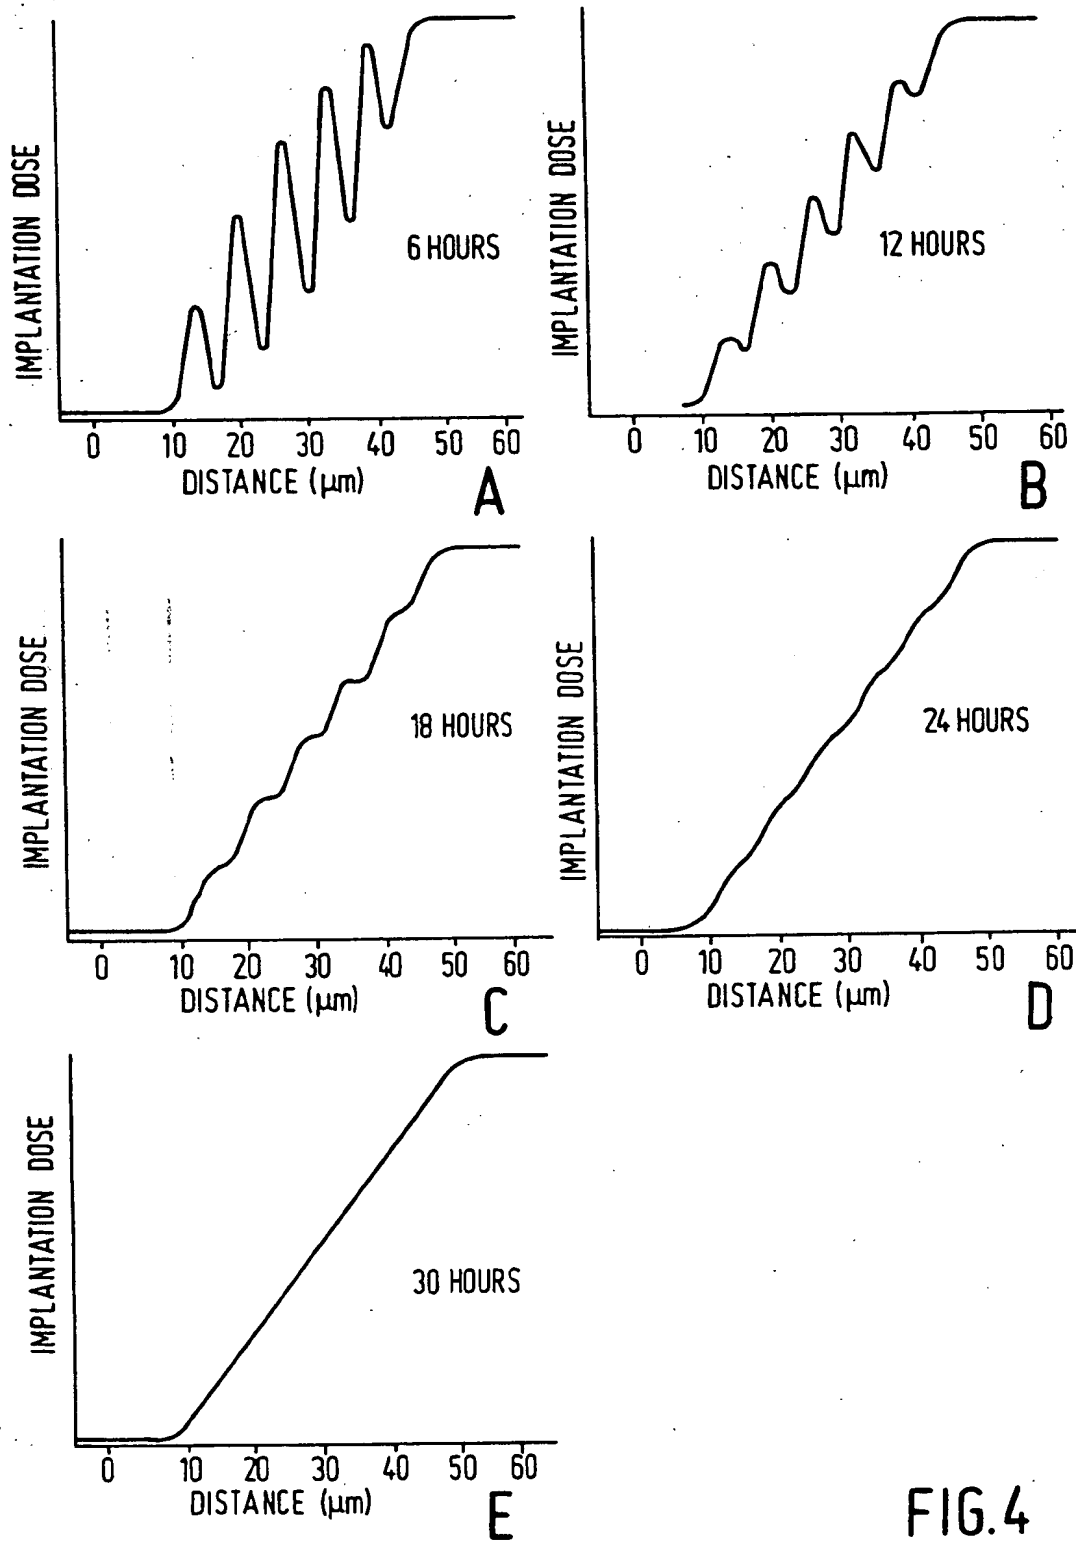 IMPLANTATION DOSE
6 HOURS
0 10 20 30 40 50 60
DISTANCE (µm)
A
IMPLANTATION DOSE
12 HOURS
0 10 20 30 40 50 60
DISTANCE (µm)
B
IMPLANTATION DOSE
18 HOURS
0 10 20 30 40 50 60
DISTANCE (µm)
C
IMPLANTATION DOSE
24 HOURS
0 10 20 30 40 50 60
DISTANCE (µm)
D
IMPLANTATION DOSE
30 HOURS
0 10 20 30 40 50 60
DISTANCE (µm)
E
FIG.4